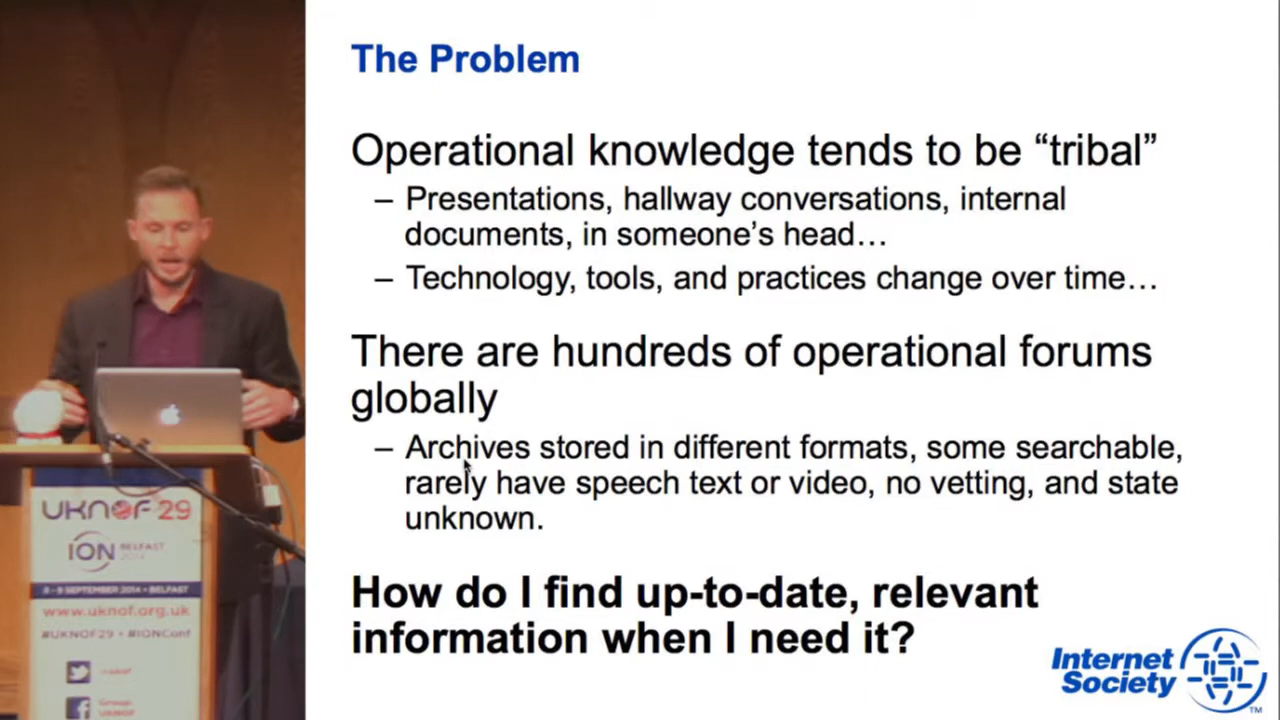 The Problem
Operational knowledge tends to be “tribal”
– Presentations, hallway conversations, internal
documents, in someone’s head…
– Technology, tools, and practices change over time…
There are hundreds of operational forums
globally
– Archives stored in different formats, some searchable,
rarely have speech text or video, no vetting, and state
unknown.
How do I find up-to-date, relevant
information when I need it?
Internet
Society
TM
UKNOF 29
ION BELFAST
2014
8 - 9 SEPTEMBER 2014 • BELFAST
www.uknof.org.uk
#UKNOF29 • #IONConf